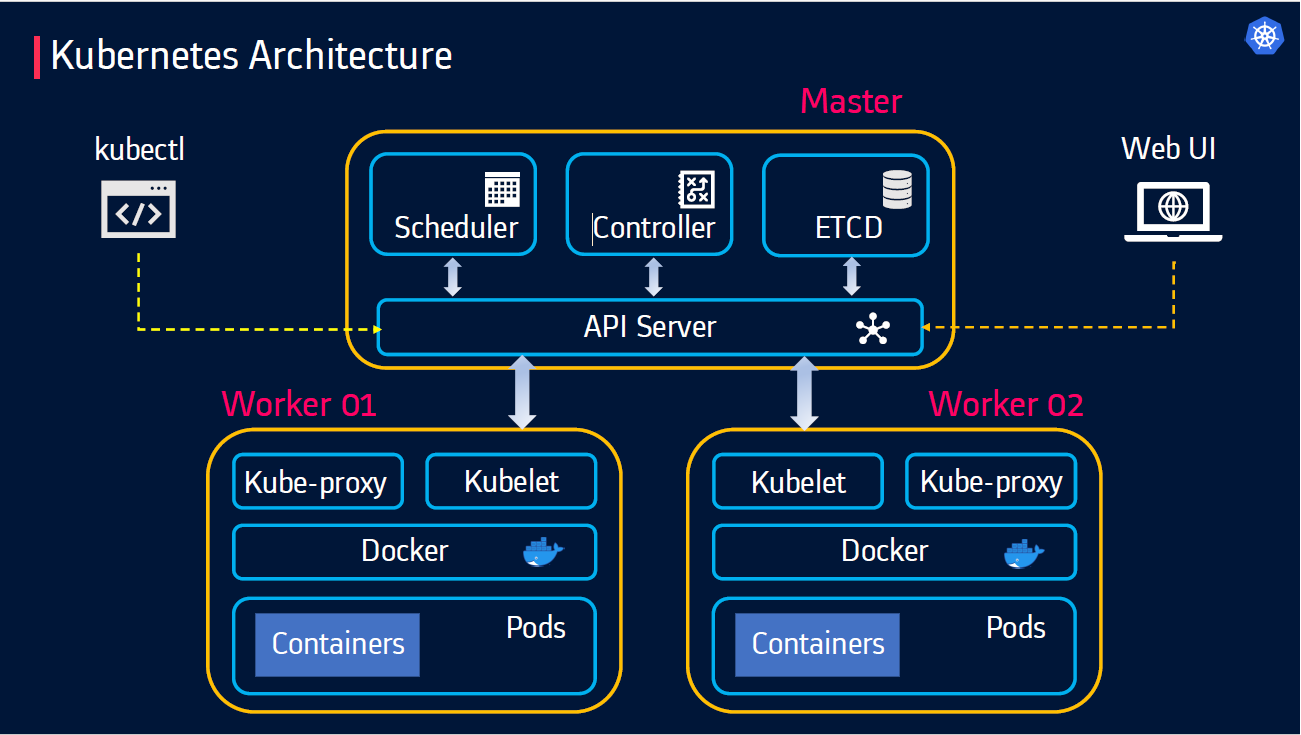 Kubernetes Architecture
Master
kubectl
Web UI
</>
Scheduler
Controller
ETCD
API Server
Worker 01
Worker 02
Kube-proxy
Kubelet
Kubelet
Kube-proxy
Docker
Docker
Containers
Pods
Containers
Pods